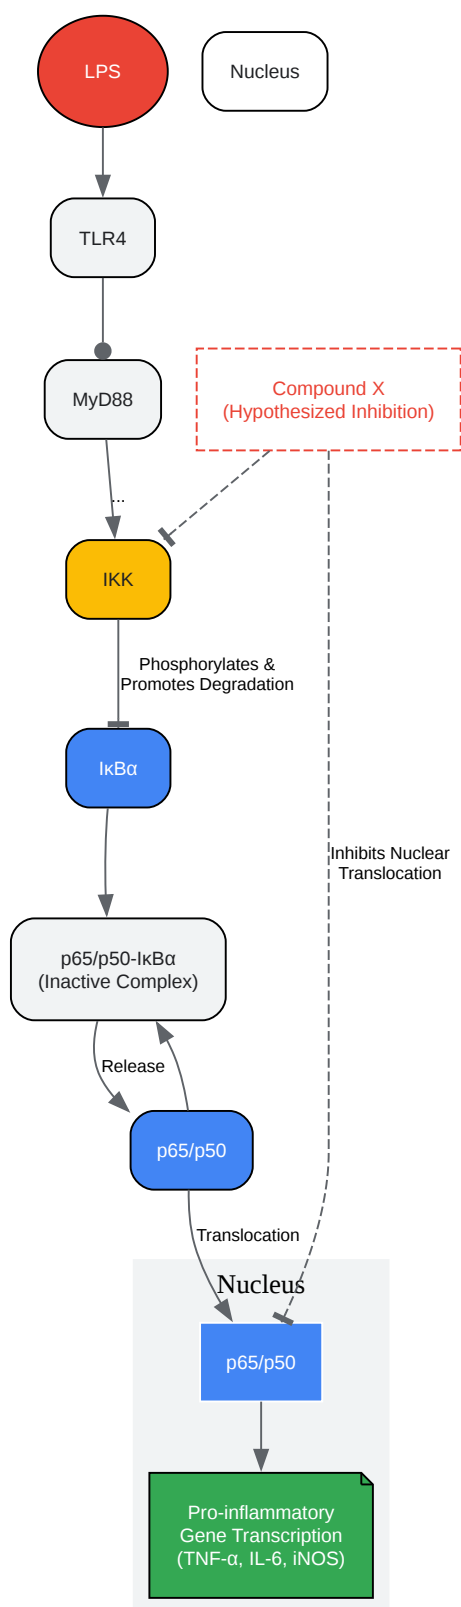 LPS
Nucleus
TLR4
MyD88
Compound X
(Hypothesized Inhibition)
...
IKK
Phosphorylates &
Promotes Degradation
IκBα
Inhibits Nuclear
Translocation
p65/p50-IκBα
(Inactive Complex)
Release
p65/p50
Translocation
Nucleus
p65/p50
Pro-inflammatory
Gene Transcription
(TNF-α, IL-6, iNOS)